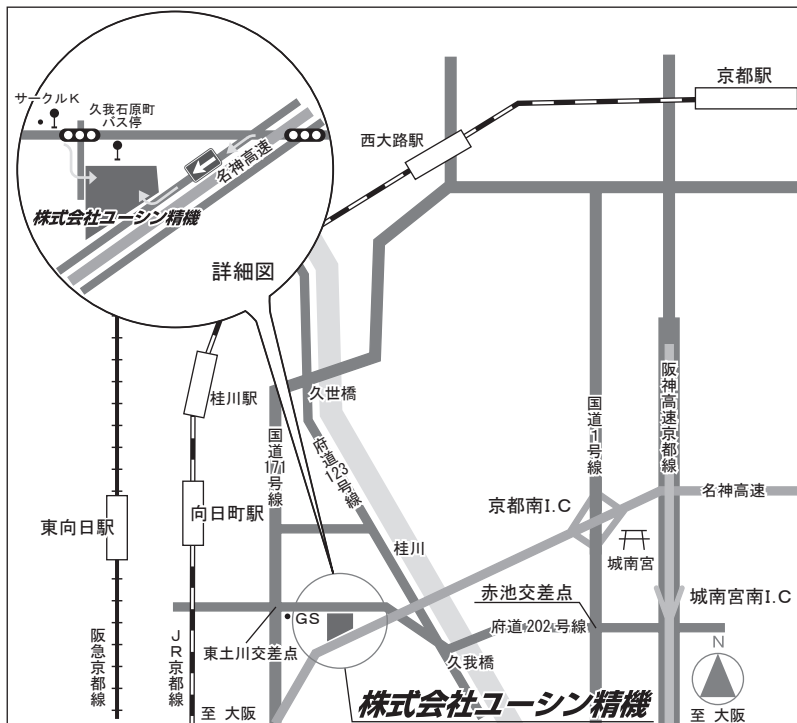 サークルK
久我石原町
バス停
名神高速
株式会社ユーシン精機
詳細図
京都駅
西大路駅
桂川駅
久世橋
国道171号線
府道123号線
国道1号線
阪神高速京都線
東向日駅
向日町駅
京都南I.C
名神高速
城南宮
桂川
赤池交差点
城南宮南I.C
GS
府道202号線
東土川交差点
久我橋
阪急京都線
JR京都線
至 大阪
株式会社ユーシン精機
N
至 大阪